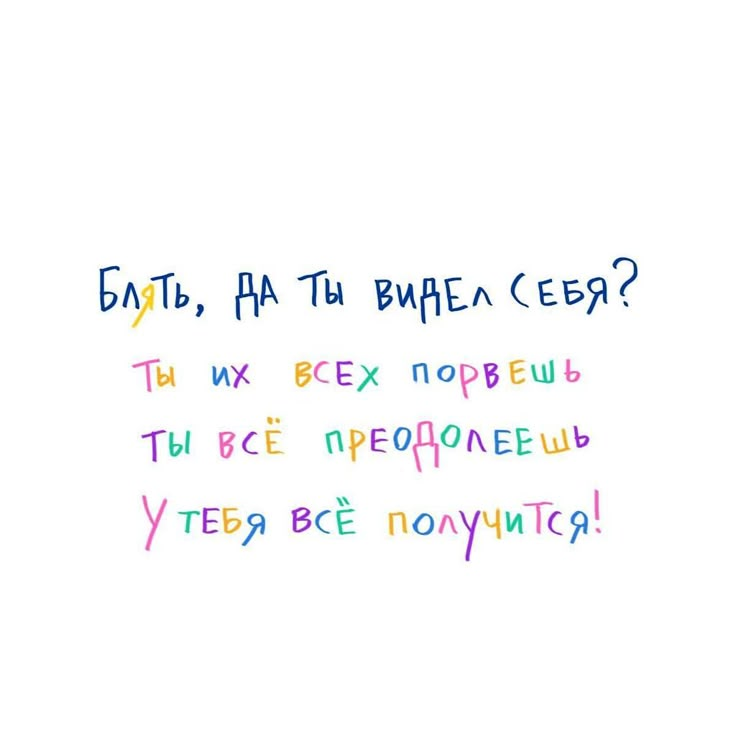 Блять, да ты видел себя?
Ты их всех порвешь
Ты всё преодолеешь
У тебя всё получится!